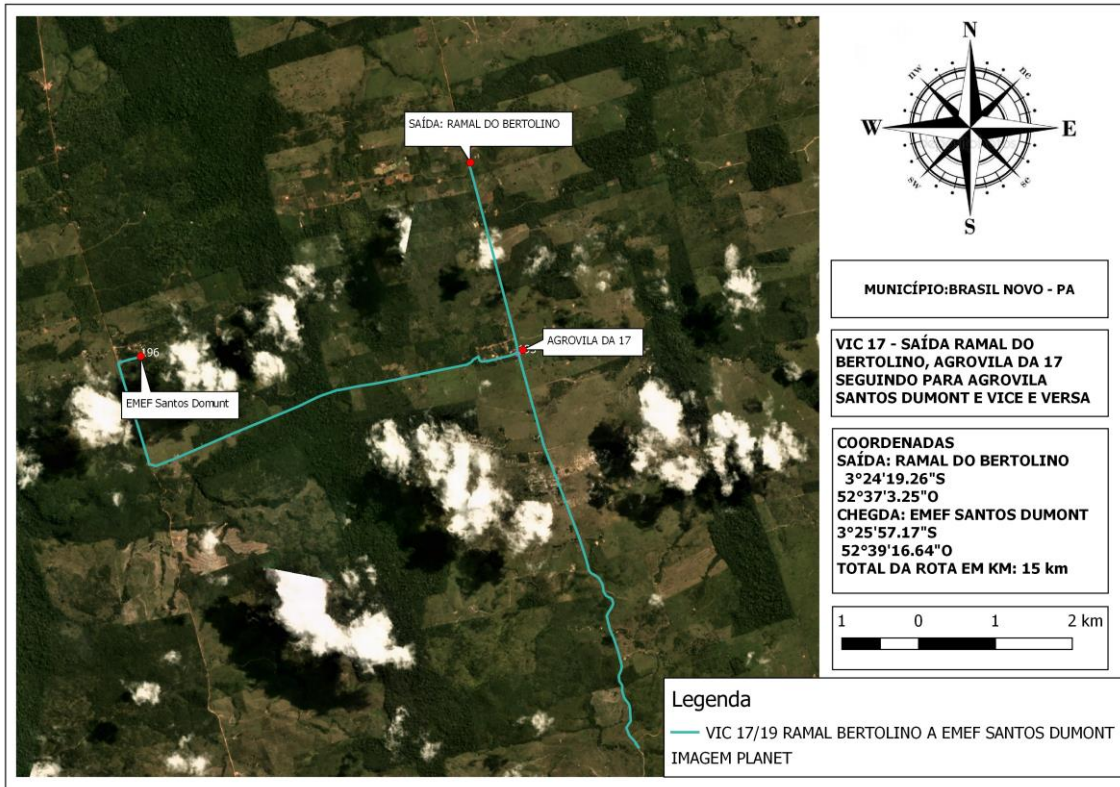 SAÍDA: RAMAL DO BERTOLINO
AGROVILA DA 17
196
EMEF Santos Domunt
N
nw
ne
W
E
sw
se
S
MUNICÍPIO:BRASIL NOVO - PA
VIC 17 - SAÍDA RAMAL DO
BERTOLINO, AGROVILA DA 17
SEGUINDO PARA AGROVILA
SANTOS DUMONT E VICE E VERSA
COORDENADAS
SAÍDA: RAMAL DO BERTOLINO
3°24'19.26"S
52°37'3.25"O
CHEGDA: EMEF SANTOS DUMONT
3°25'57.17"S
52°39'16.64"O
TOTAL DA ROTA EM KM: 15 km
1 0 1 2 km
Legenda
VIC 17/19 RAMAL BERTOLINO A EMEF SANTOS DUMONT
IMAGEM PLANET